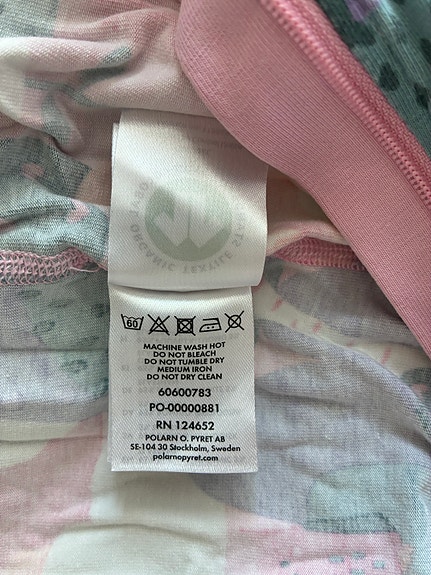 60
MACHINE WASH HOT
DO NOT BLEACH
DO NOT TUMBLE DRY
MEDIUM IRON
DO NOT DRY CLEAN
60600783
PO-00000881
RN 124652
POLARN O. PYRET AB
SE-104 30 Stockholm, Sweden
polarnopyret.com